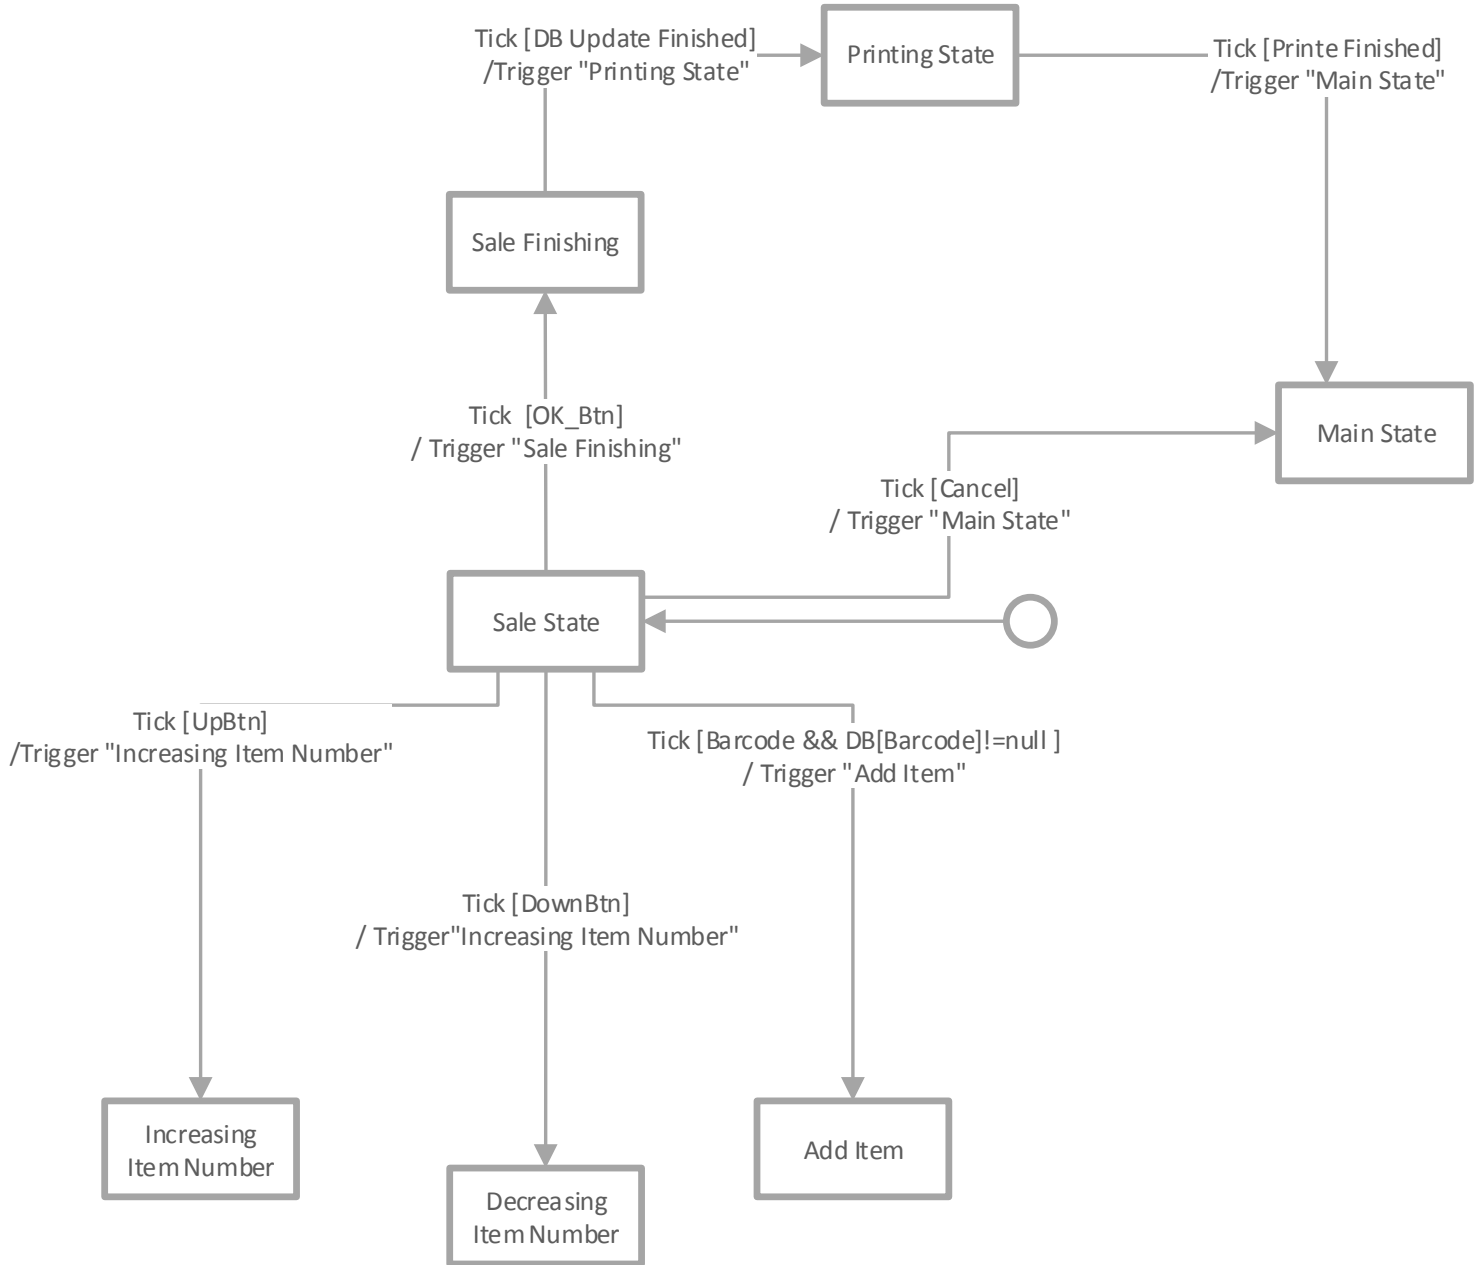 Tick [DB Update Finished]
/Trigger "Printing State"
Printing State
Tick [Printe Finished]
/Trigger "Main State"
Sale Finishing
Tick [OK_Btn]
/ Trigger "Sale Finishing"
Main State
Tick [Cancel]
/ Trigger "Main State"
Sale State
Tick [UpBtn]
/Trigger "Increasing Item Number"
Tick [Barcode && DB[Barcode]!=null ]
/ Trigger "Add Item"
Tick [DownBtn]
/ Trigger"Increasing Item Number"
Increasing
Item Number
Decreasing
Item Number
Add Item